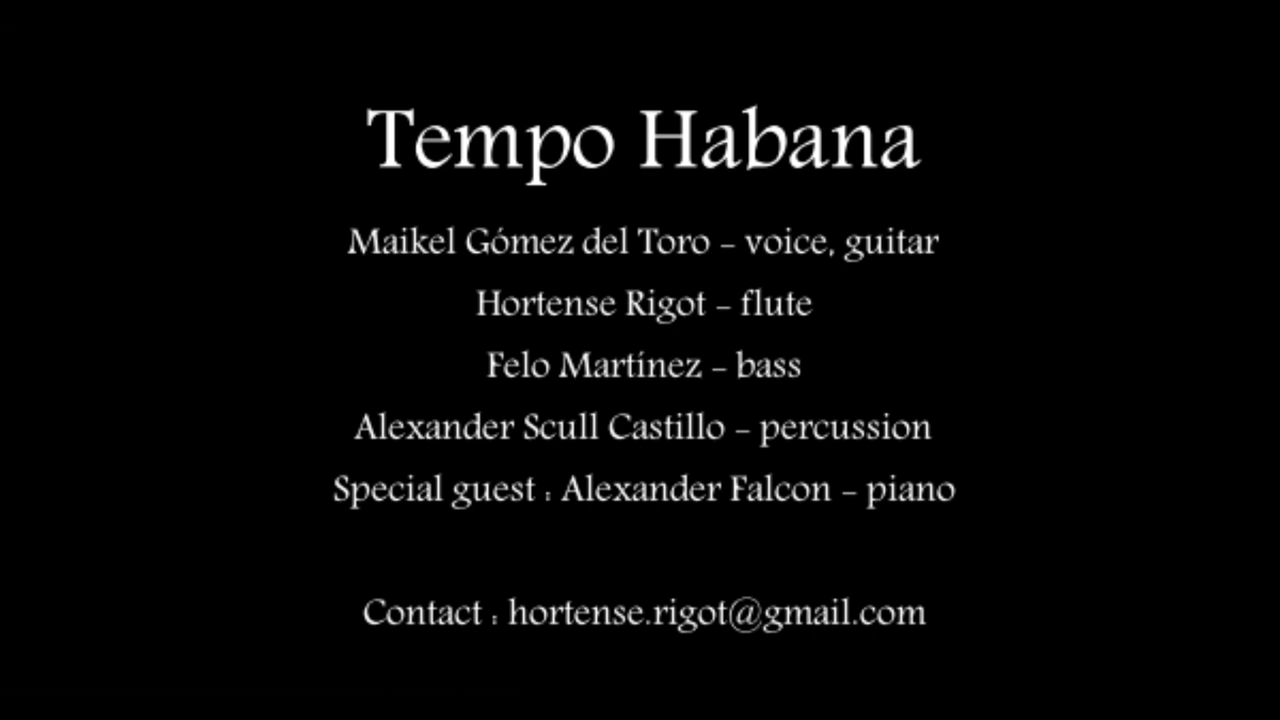 Tempo Habana
Maikel Gómez del Toro - voice, guitar
Hortense Rigot - flute
Felo Martínez - bass
Alexander Scull Castillo - percussion
Special guest : Alexander Falcon - piano
Contact : hortense.rigot@gmail.com